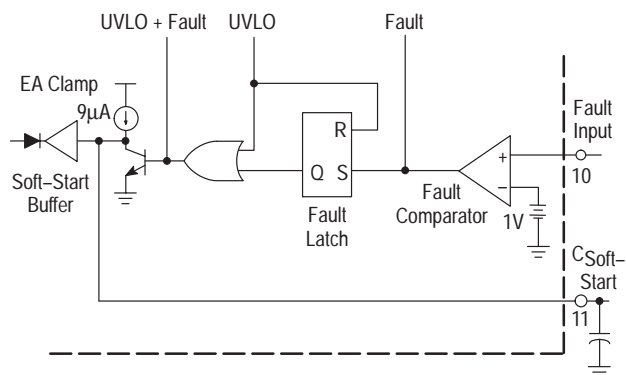 UVLO + Fault
UVLO
Fault
EA Clamp
9µA
Fault
Input
R
+
Q
S
–
10
Soft–Start
Buffer
Fault
Latch
Fault
Comparator
1V
CSoft–
Start
11